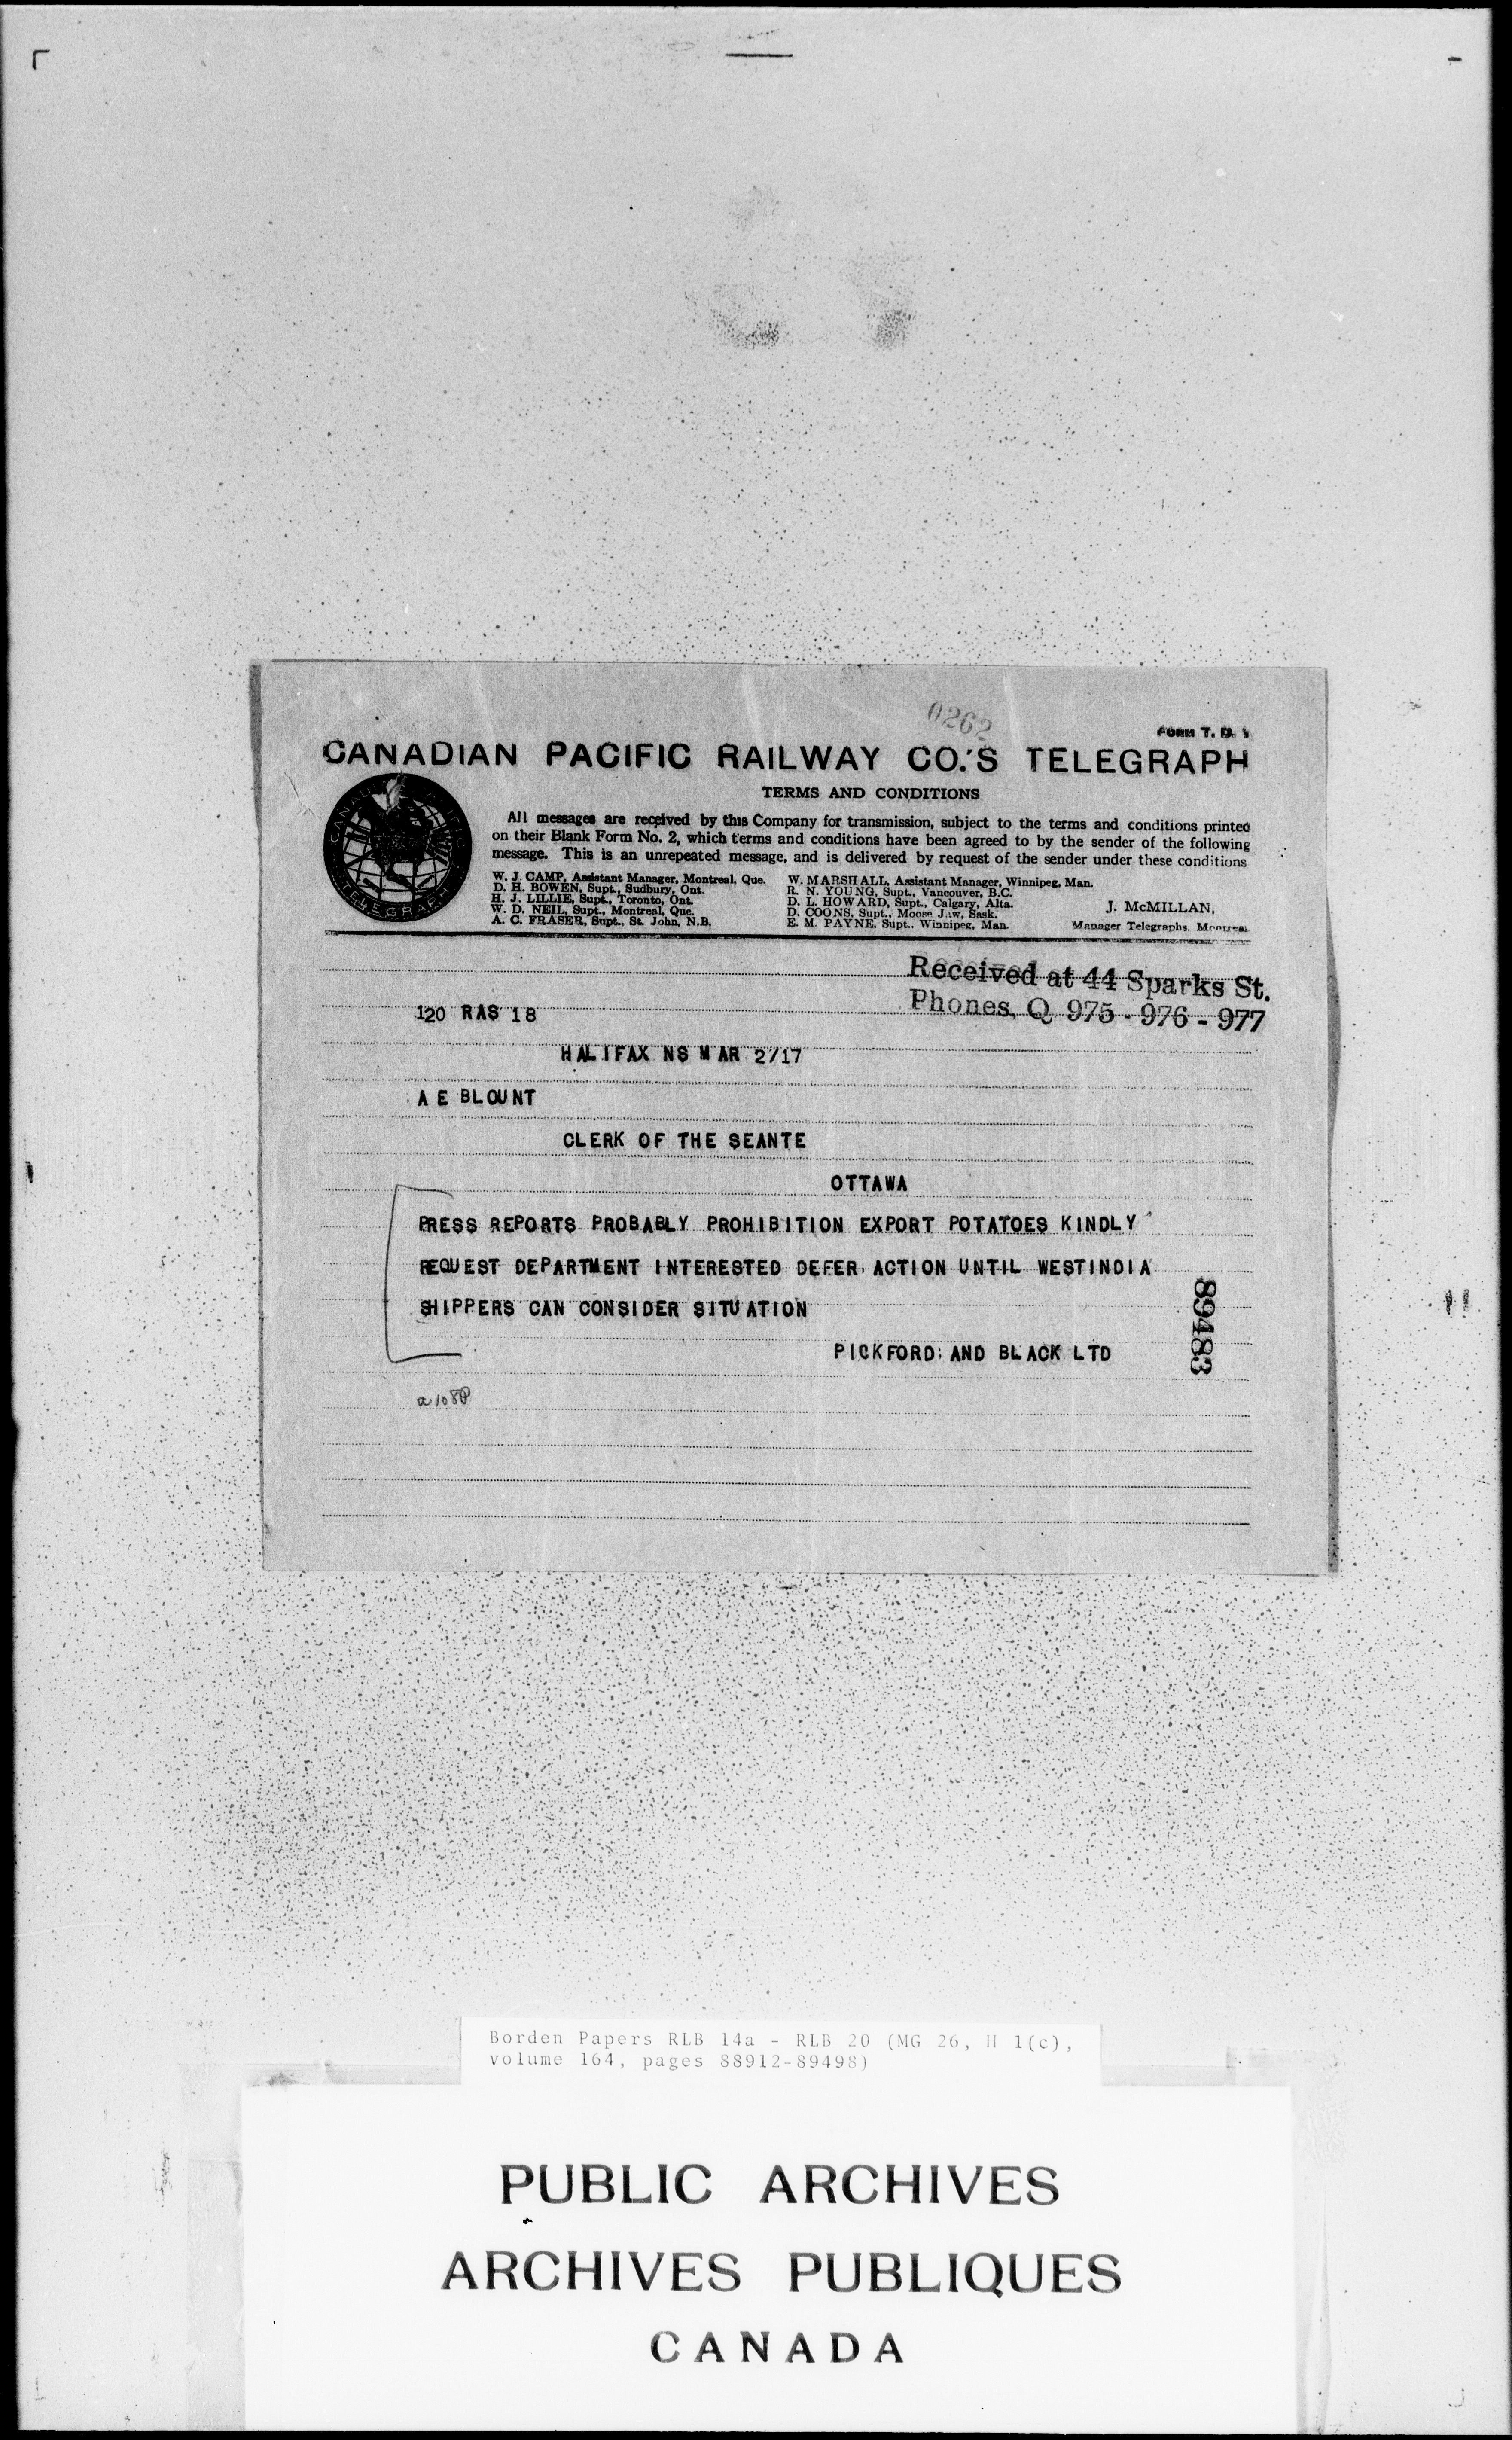 0262
FORM T. D. 1
CANADIAN PACIFIC RAILWAY CO.'S TELEGRAPH
TERMS AND CONDITIONS
All messages are received by this Company for transmission, subject to the terms and conditions printed
on their Blank Form No. 2, which terms and conditions have been agreed to by the sender of the following
message. This is an unrepeated message, and is delivered by request of the sender under these conditions
W. J. CAMP, Assistant Manager, Montreal, Que.
D. H. BOWEN, Supt., Sudbury, Ont.
H. J. LILLIE, Supt., Toronto, Ont.
W. D. NEIL, Supt., Montreal, Que.
A. C. FRASER, Supt., St. John, N.B.
W. MARSHALL, Assistant Manager, Winnipeg, Man.
R. N. YOUNG, Supt., Vancouver, B.C.
D. L. HOWARD, Supt., Calgary, Alta.
D. COONS, Supt., Moose Jaw, Sask.
E. M. PAYNE, Supt., Winnipeg, Man.
J. McMILLAN,
Manager Telegraphs, Montreal
Received at 44 Sparks St.
Phones, Q 975 - 976 - 977
120 RAS 18
HALIFAX NS MAR 2/17
A E BLOUNT
CLERK OF THE SEANTE
OTTAWA
PRESS REPORTS PROBABLY PROHIBITION EXPORT POTATOES KINDLY
REQUEST DEPARTMENT INTERESTED DEFER ACTION UNTIL WESTINDIA
SHIPPERS CAN CONSIDER SITUATION
PICKFORD AND BLACK LTD
89483
Borden Papers RLB 14a - RLB 20 (MG 26, H 1(c),
volume 164, pages 88912-89498)
PUBLIC ARCHIVES
ARCHIVES PUBLIQUES
CANADA